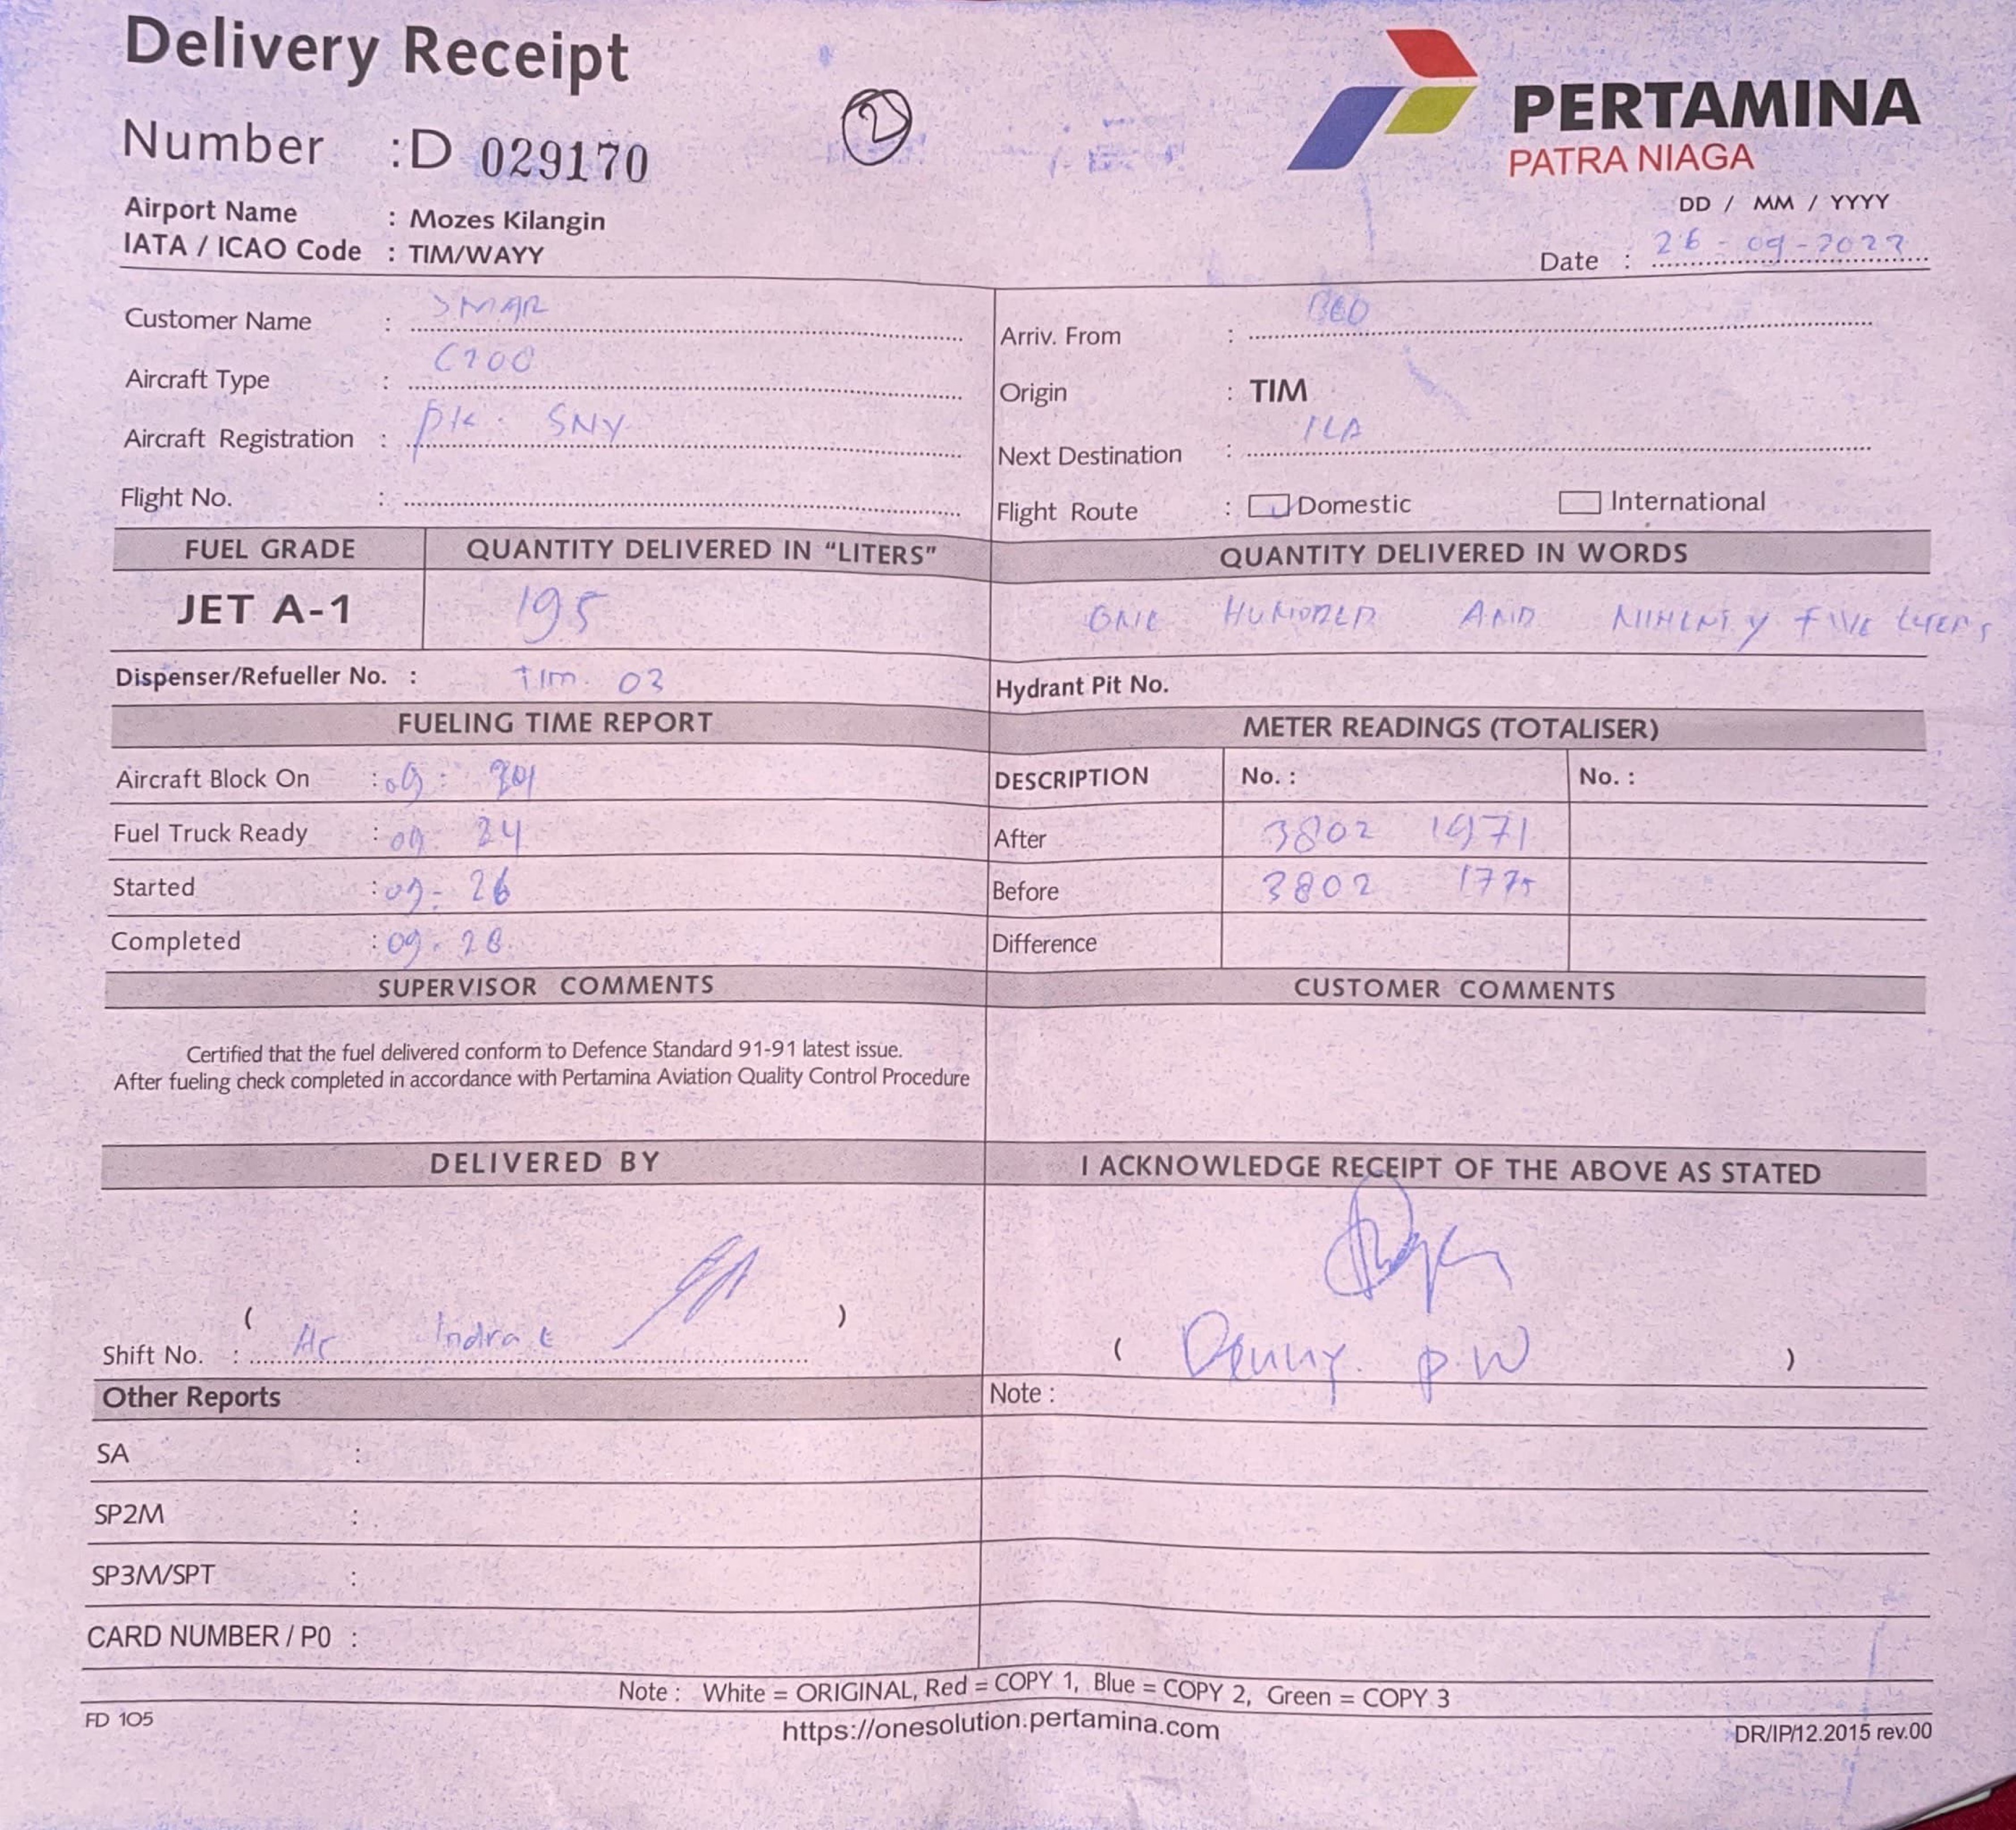 Delivery Receipt
Number : D 029170
2
PERTAMINA
PATRA NIAGA
Airport Name : Mozes Kilangin
IATA / ICAO Code : TIM/WAYY
DD / MM / YYYY
Date : 26-09-2023
Customer Name : SMAR
Aircraft Type :
Aircraft Registration : PK. SNY
Flight No. :
Arriv. From :
Origin : TIM
Next Destination : ILA
Flight Route : Domestic International
FUEL GRADE QUANTITY DELIVERED IN “LITERS” QUANTITY DELIVERED IN WORDS
JET A-1 195 ONE HUNDRED AND NINENTY FIVE LITERS
Dispenser/Refueller No. : TIM. 03 Hydrant Pit No.
FUELING TIME REPORT
Aircraft Block On : 09:
Fuel Truck Ready : 09. 24
Started : 09- 26
Completed : 09. 28
METER READINGS (TOTALISER)
DESCRIPTION No. : No. :
After 3802 1971
Before 3802 1775
Difference
SUPERVISOR COMMENTS
Certified that the fuel delivered conform to Defence Standard 91-91 latest issue.
After fueling check completed in accordance with Pertamina Aviation Quality Control Procedure
CUSTOMER COMMENTS
DELIVERED BY
( )
Shift No. : Indra E
I ACKNOWLEDGE RECEIPT OF THE ABOVE AS STATED
( Denny. P.W )
Other Reports
SA :
SP2M :
SP3M/SPT :
CARD NUMBER / P0 :
Note :
Note : White = ORIGINAL, Red = COPY 1, Blue = COPY 2, Green = COPY 3
FD 105
https://onesolution.pertamina.com
DR/IP/12.2015 rev.00